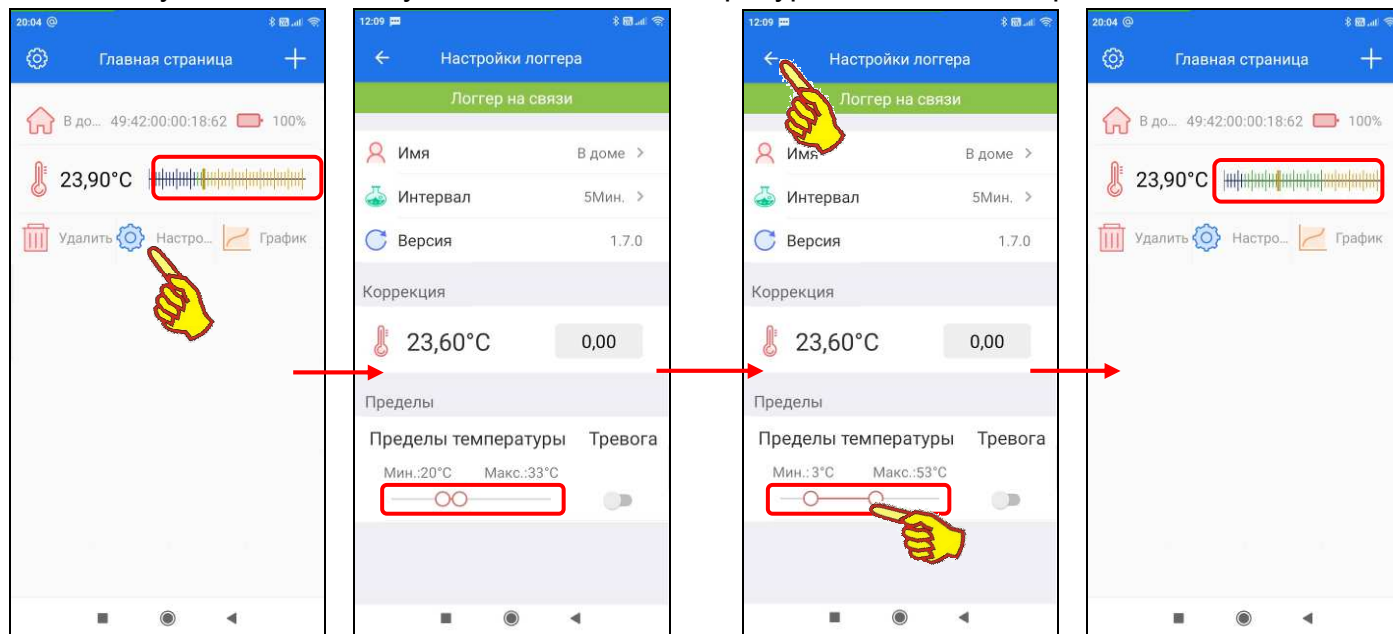 20:04 @
Главная страница
В до... 49:42:00:00:18:62 100%
23,90°C
Удалить Настро... График
12:09
Настройки логгера
Логгер на связи
Имя В доме >
Интервал 5Мин. >
Версия 1.7.0
Коррекция
23,60°C 0,00
Пределы
Пределы температуры Тревога
Мин.:20°C Макс.:33°C
12:09
Настройки логгера
Логгер на связи
Имя В доме >
Интервал 5Мин. >
Версия 1.7.0
Коррекция
23,60°C 0,00
Пределы
Пределы температуры Тревога
Мин.:3°C Макс.:53°C
20:04 @
Главная страница
В до... 49:42:00:00:18:62 100%
23,90°C
Удалить Настро... График